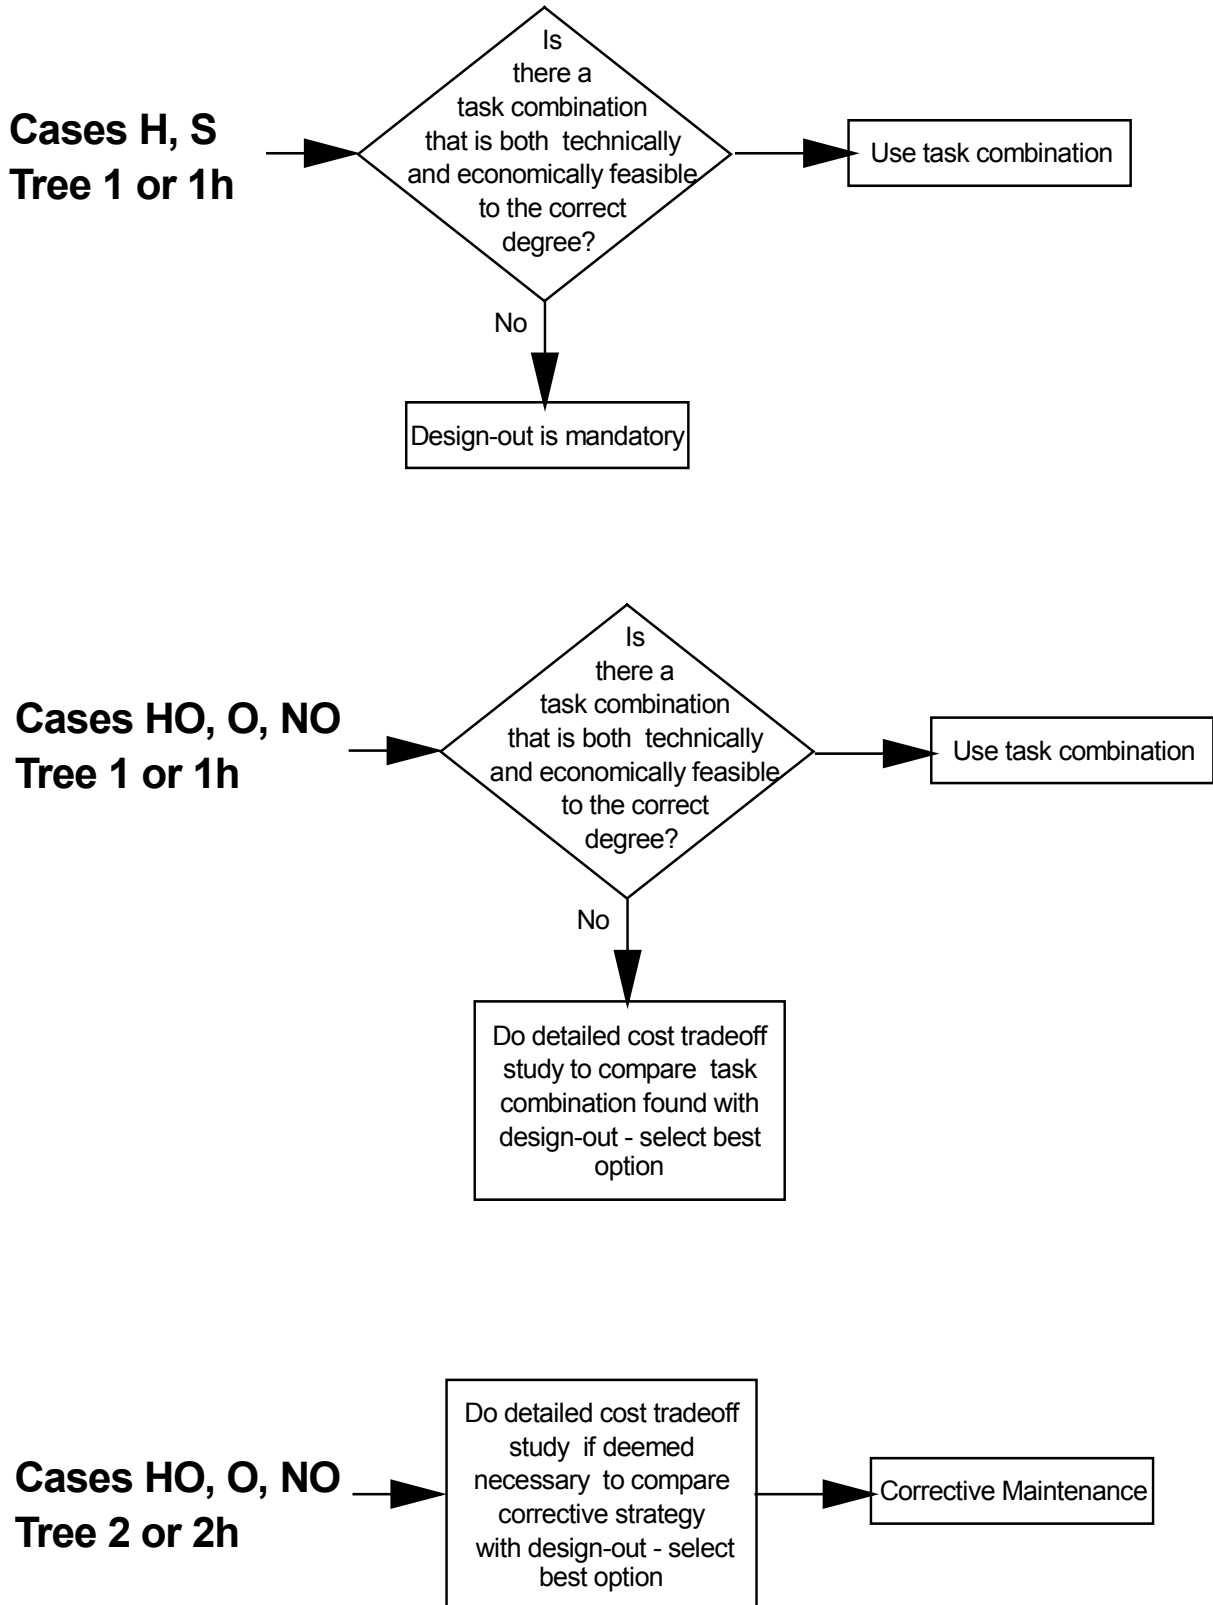 Is
there a
task combination
that is both technically
and economically feasible
to the correct
degree?
Cases H, S
Tree 1 or 1h
Use task combination
No
Design-out is mandatory
Is
there a
task combination
that is both technically
and economically feasible
to the correct
degree?
Cases HO, O, NO
Tree 1 or 1h
Use task combination
No
Do detailed cost tradeoff
study to compare task
combination found with
design-out - select best
option
Cases HO, O, NO
Tree 2 or 2h
Do detailed cost tradeoff
study if deemed
necessary to compare
corrective strategy
with design-out - select
best option
Corrective Maintenance